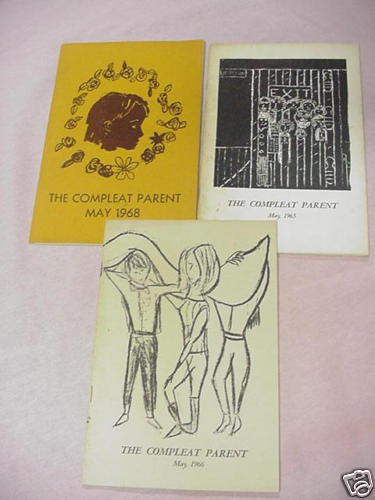 THE COMPLEAT PARENT
MAY 1968
EXIT
THE COMPLEAT PARENT
May, 1965
THE COMPLEAT PARENT
May, 1966